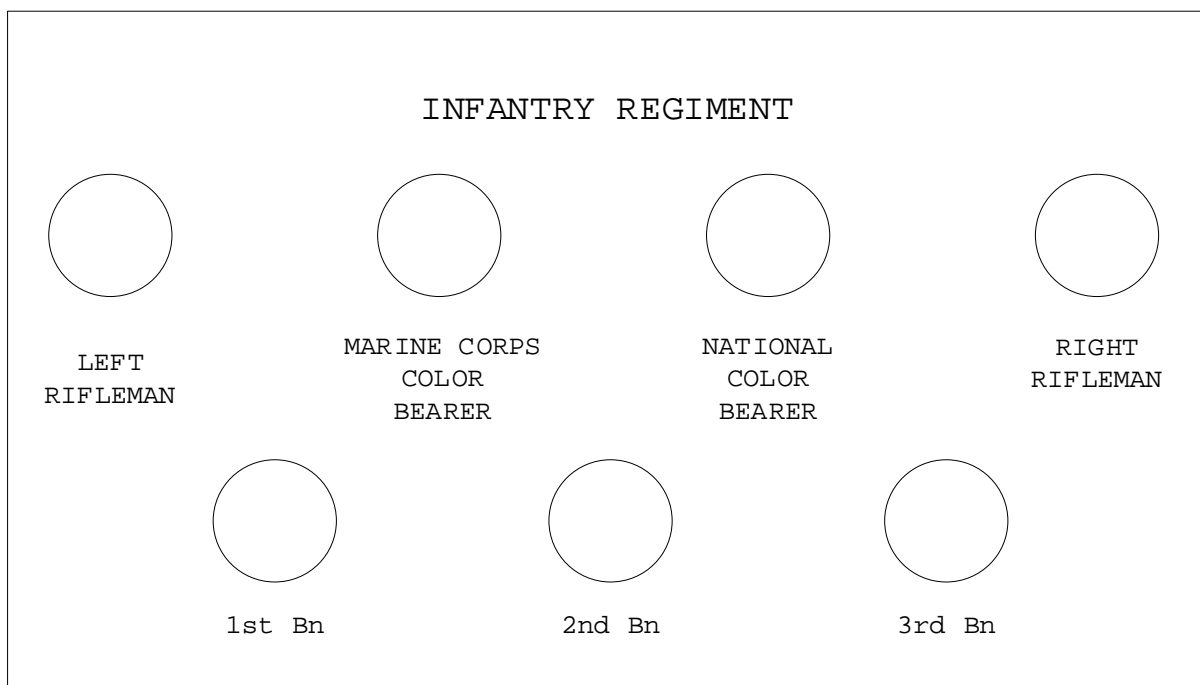 INFANTRY REGIMENT
LEFT
RIFLEMAN
MARINE CORPS
COLOR
BEARER
NATIONAL
COLOR
BEARER
RIGHT
RIFLEMAN
1st Bn
2nd Bn
3rd Bn